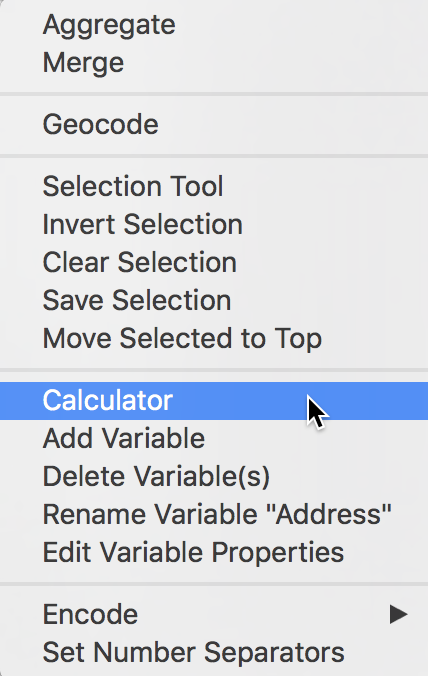 Aggregate
Merge
Geocode
Selection Tool
Invert Selection
Clear Selection
Save Selection
Move Selected to Top
Calculator
Add Variable
Delete Variable(s)
Rename Variable "Address"
Edit Variable Properties
Encode
Set Number Separators